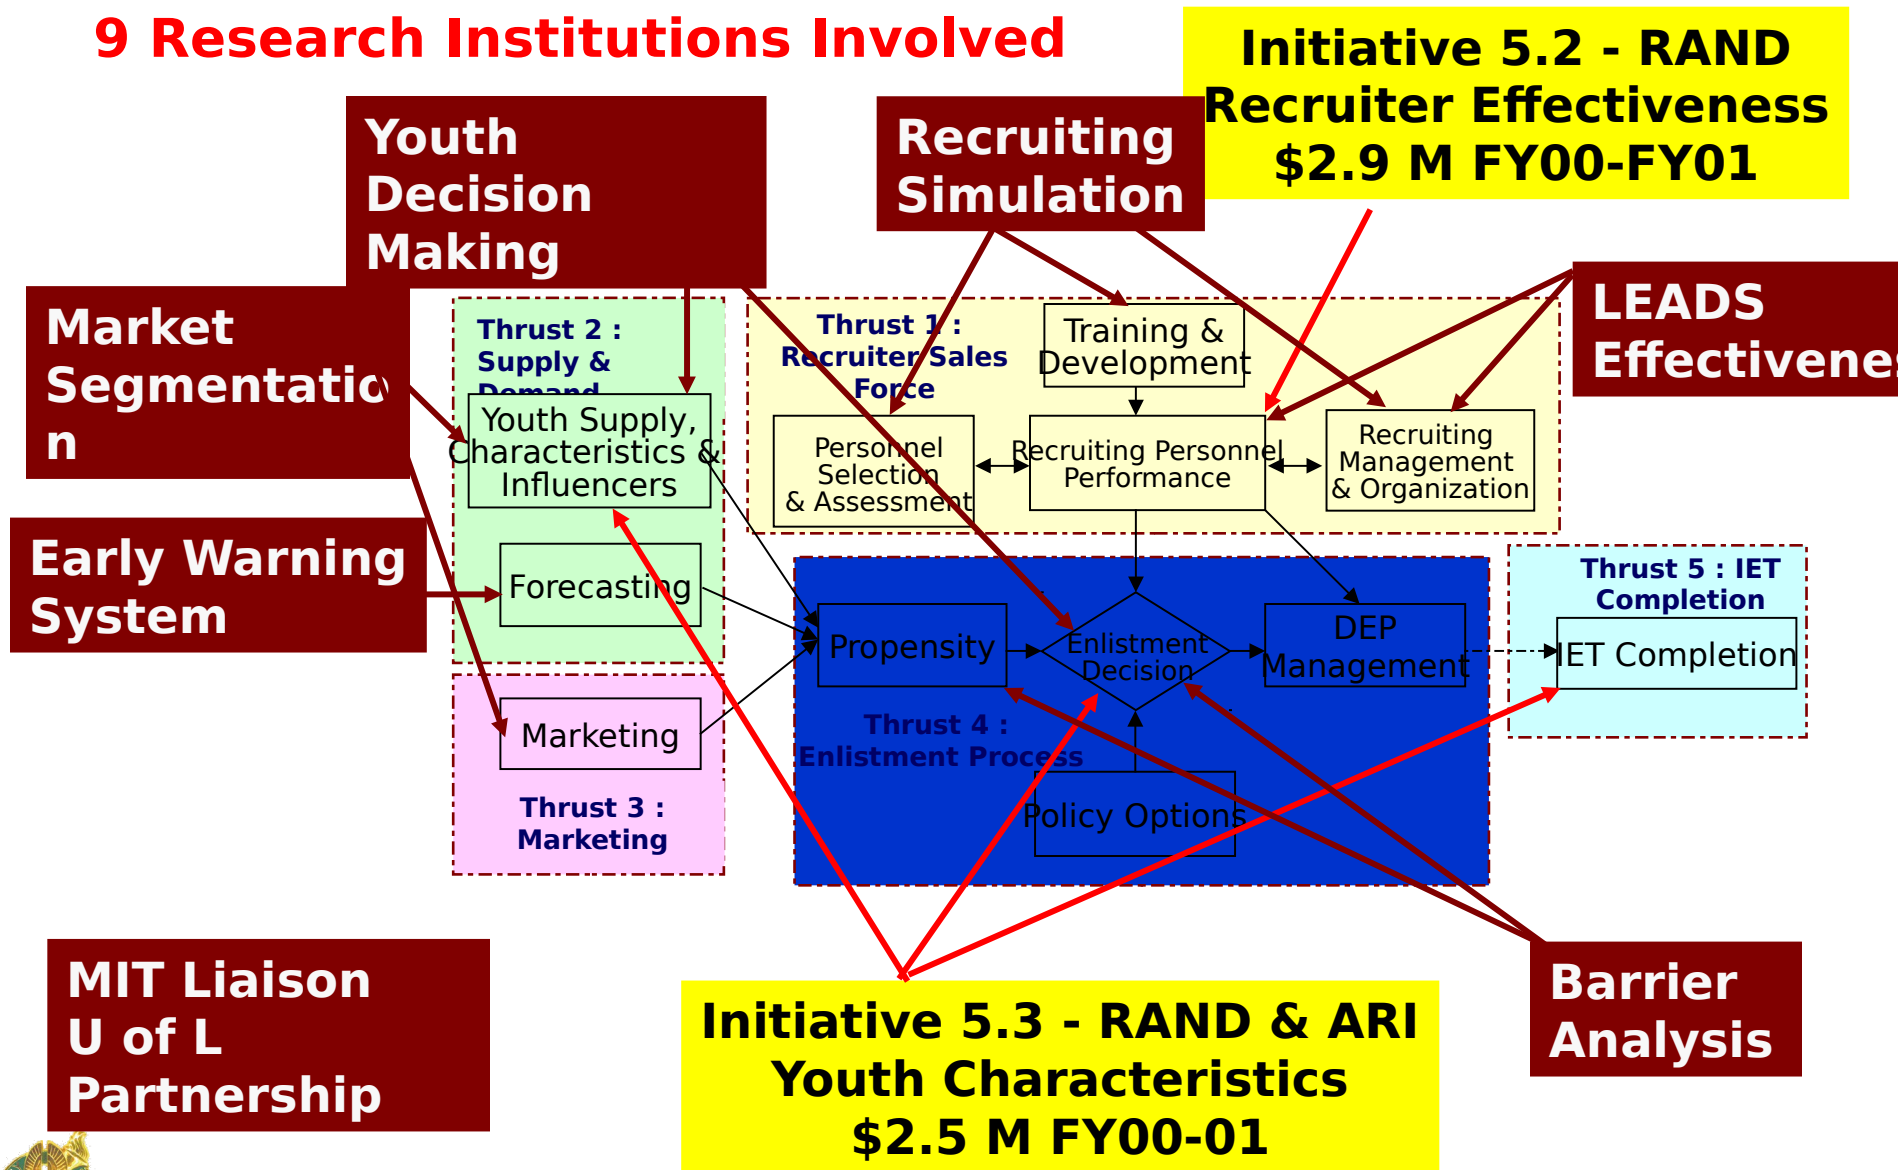 9 Research Institutions Involved
Initiative 5.2 - RAND
Recruiter Effectiveness
$2.9 M FY00-FY01
Youth
Decision
Making
Recruiting
Simulation
LEADS
Effectivenes
Market
Segmentatio
n
Early Warning
System
Thrust 2 :
Supply &
Demand
Youth Supply,
Characteristics &
Influencers
Forecasting
Marketing
Thrust 3 :
Marketing
Thrust 1 :
Recruiter Sales
Force
Training &
Development
Personnel
Selection
& Assessment
Recruiting Personnel
Performance
Recruiting
Management
& Organization
Propensity
Enlistment
Decision
DEP
Management
Thrust 4 :
Enlistment Process
Policy Options
Thrust 5 : IET
Completion
IET Completion
MIT Liaison
U of L
Partnership
Initiative 5.3 - RAND & ARI
Youth Characteristics
$2.5 M FY00-01
Barrier
Analysis